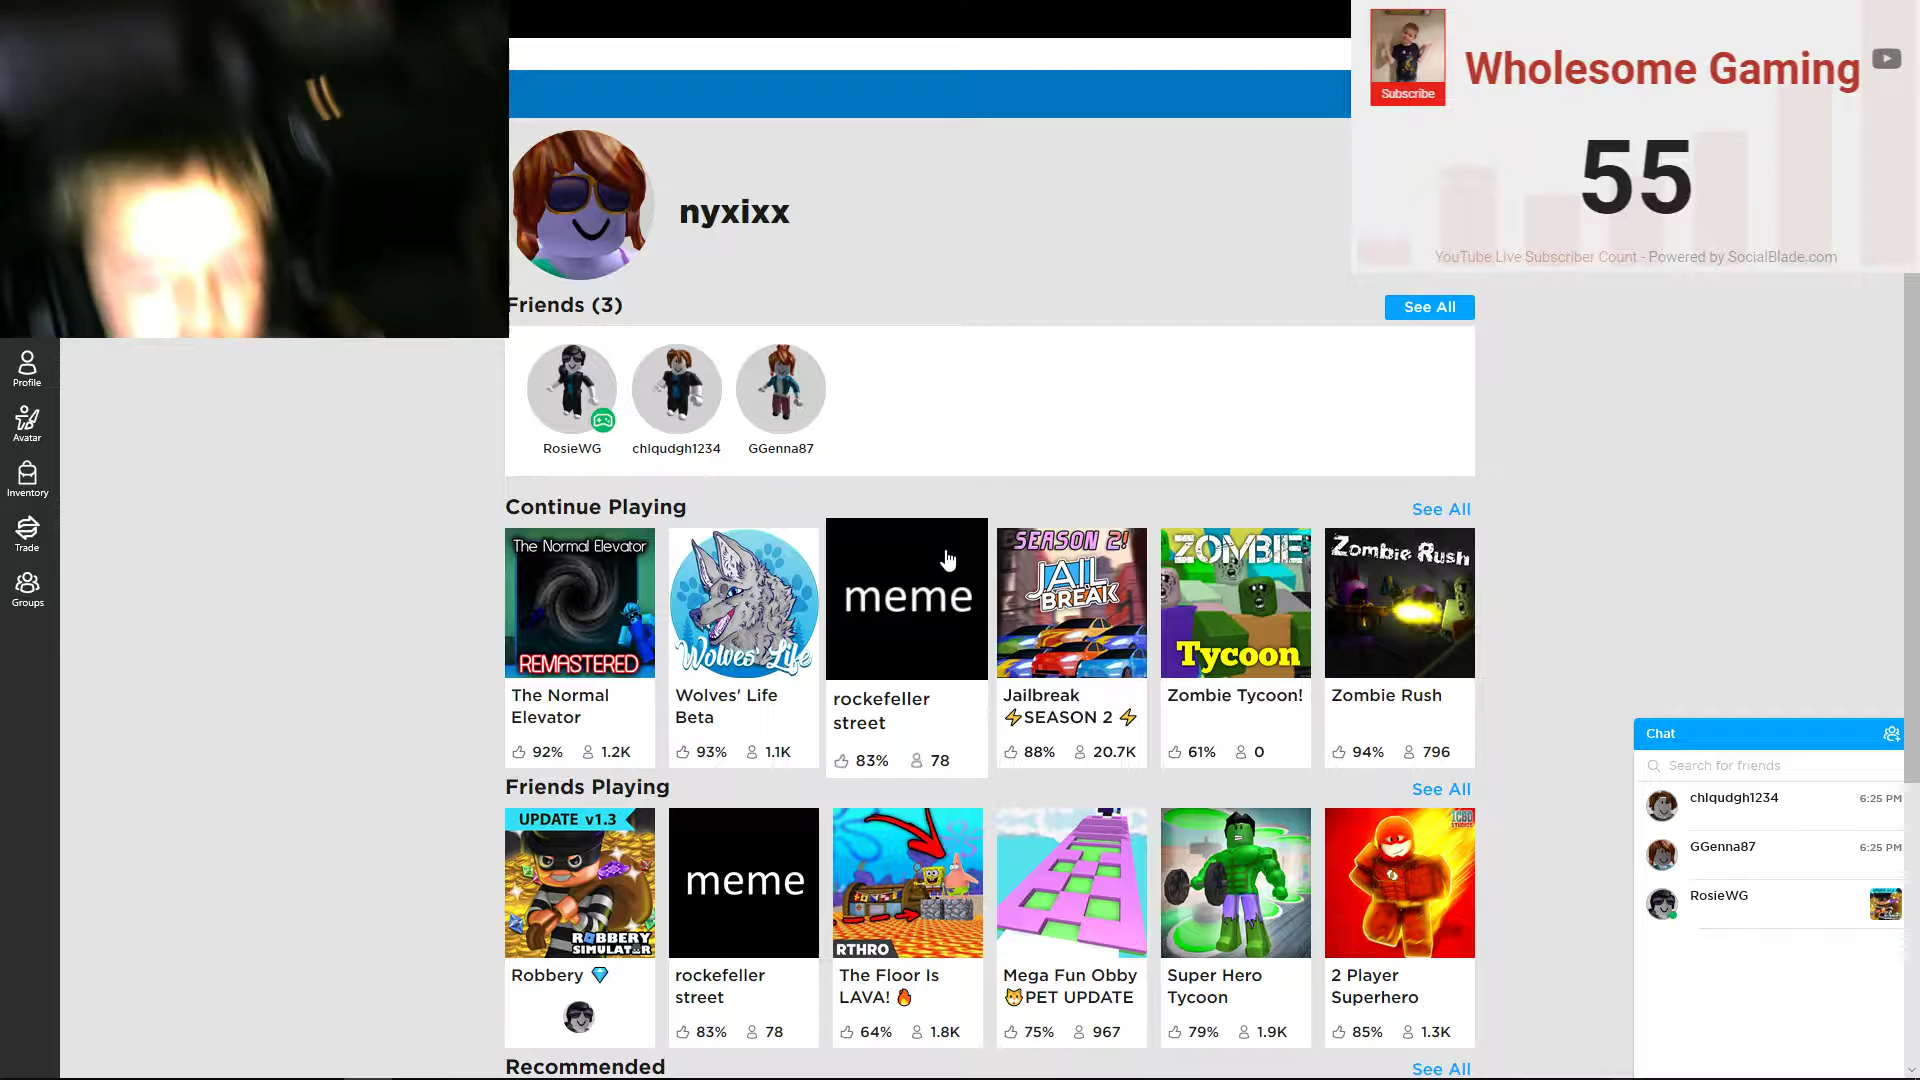 Wholesome Gaming
Subscribe
55
YouTube Live Subscriber Count - Powered by SocialBlade.com
nyxixx
Friends (3)
See All
RosieWG
chlqudgh1234
GGenna87
Profile
Avatar
Inventory
Trade
Groups
Continue Playing
See All
The Normal Elevator
REMASTERED
The Normal
Elevator
92% 1.2K
Wolves' Life
Wolves' Life
Beta
93% 1.1K
meme
rockefeller
street
83% 78
SEASON 2!
JAIL
BREAK
Jailbreak
⚡SEASON 2 ⚡
88% 20.7K
ZOMBIE
Tycoon
Zombie Tycoon!
61% 0
Zombie Rush
Zombie Rush
94% 796
Friends Playing
See All
UPDATE v1.3
ROBBERY
SIMULATOR
Robbery 💎
meme
rockefeller
street
83% 78
RTHRO
The Floor Is
LAVA! 🔥
64% 1.8K
Mega Fun Obby
🐱PET UPDATE
75% 967
Super Hero
Tycoon
79% 1.9K
2 Player
Superhero
85% 1.3K
Recommended
See All
Chat
Search for friends
chlqudgh1234
6:25 PM
GGenna87
6:25 PM
RosieWG